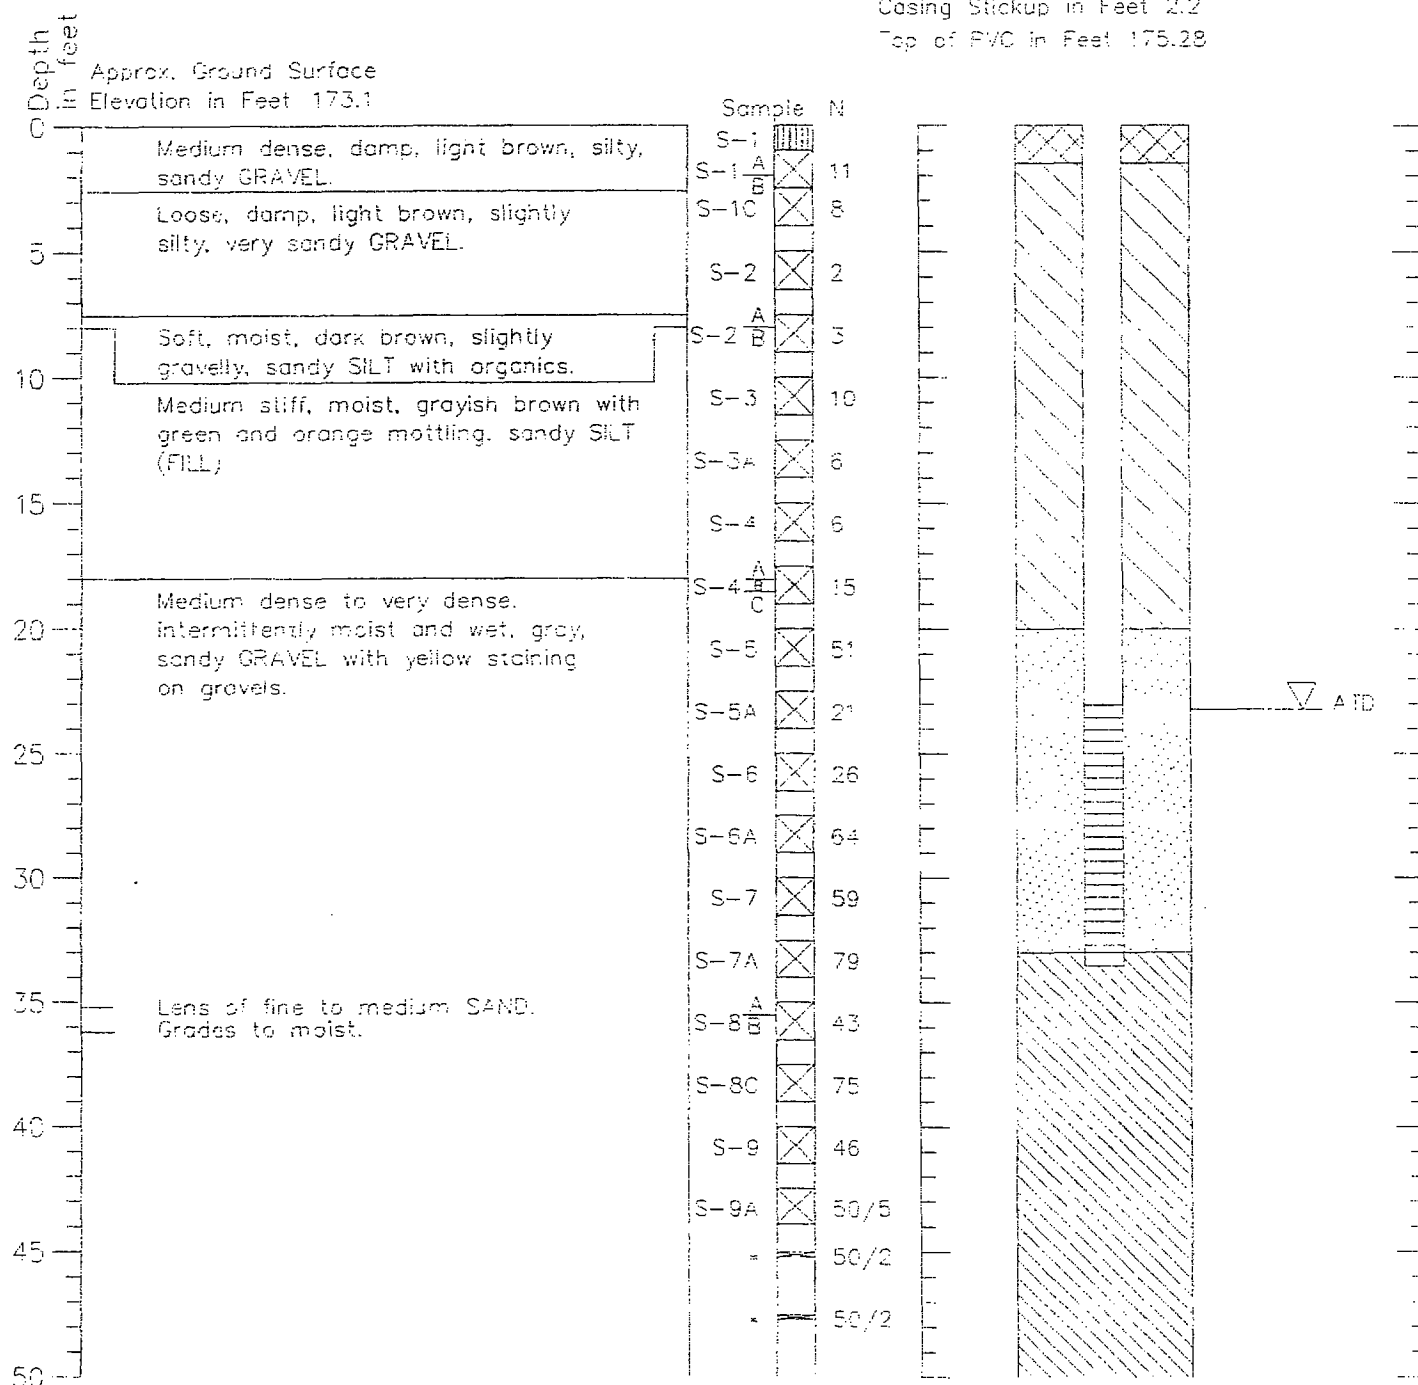 Casing Stickup in Feet 2.2
Top of PVC in Feet 175.28
Depth
in feet
Approx. Ground Surface
Elevation in Feet 173.1
Sample N
0
Medium dense, damp, light brown, silty,
sandy GRAVEL.
S-1
S-1 A
B
11
Loose, damp, light brown, slightly
silty, very sandy GRAVEL.
S-1C 8
5
S-2 2
Soft, moist, dark brown, slightly
gravelly, sandy SILT with organics.
S-2 A
B
3
10
Medium stiff, moist, grayish brown with
green and orange mottling, sandy SILT
(FILL)
S-3 10
S-3A 6
15
S-4 6
S-4 A
B
C
15
Medium dense to very dense,
intermittently moist and wet, gray,
sandy GRAVEL with yellow staining
on gravels.
20
S-5 51
S-5A 21
ATD
25
S-6 26
S-6A 64
30
S-7 59
S-7A 79
35
Lens of fine to medium SAND.
Grades to moist.
S-8 A
B
43
S-8C 75
40
S-9 46
S-9A 50/5
45
* 50/2
* 50/2
50